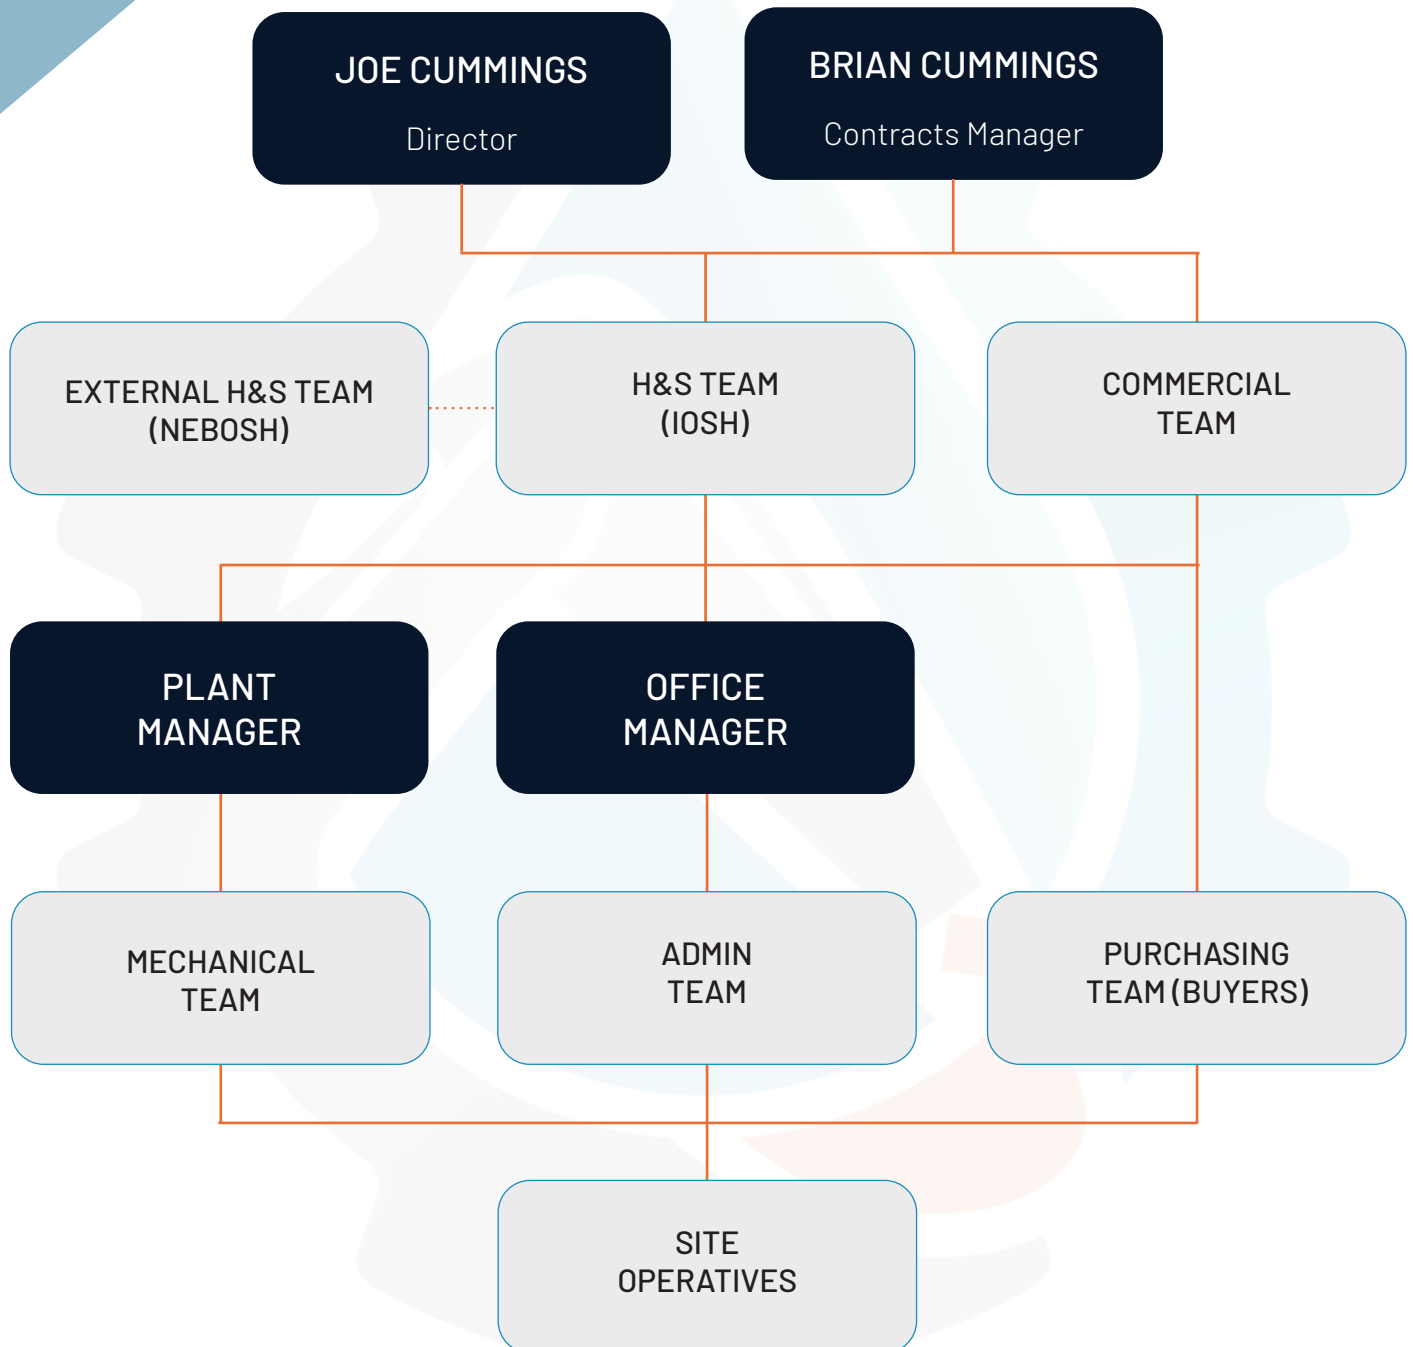 JOE CUMMINGS
Director
BRIAN CUMMINGS
Contracts Manager
EXTERNAL H&S TEAM
(NEBOSH)
H&S TEAM
(IOSH)
COMMERCIAL
TEAM
PLANT
MANAGER
OFFICE
MANAGER
MECHANICAL
TEAM
ADMIN
TEAM
PURCHASING
TEAM (BUYERS)
SITE
OPERATIVES